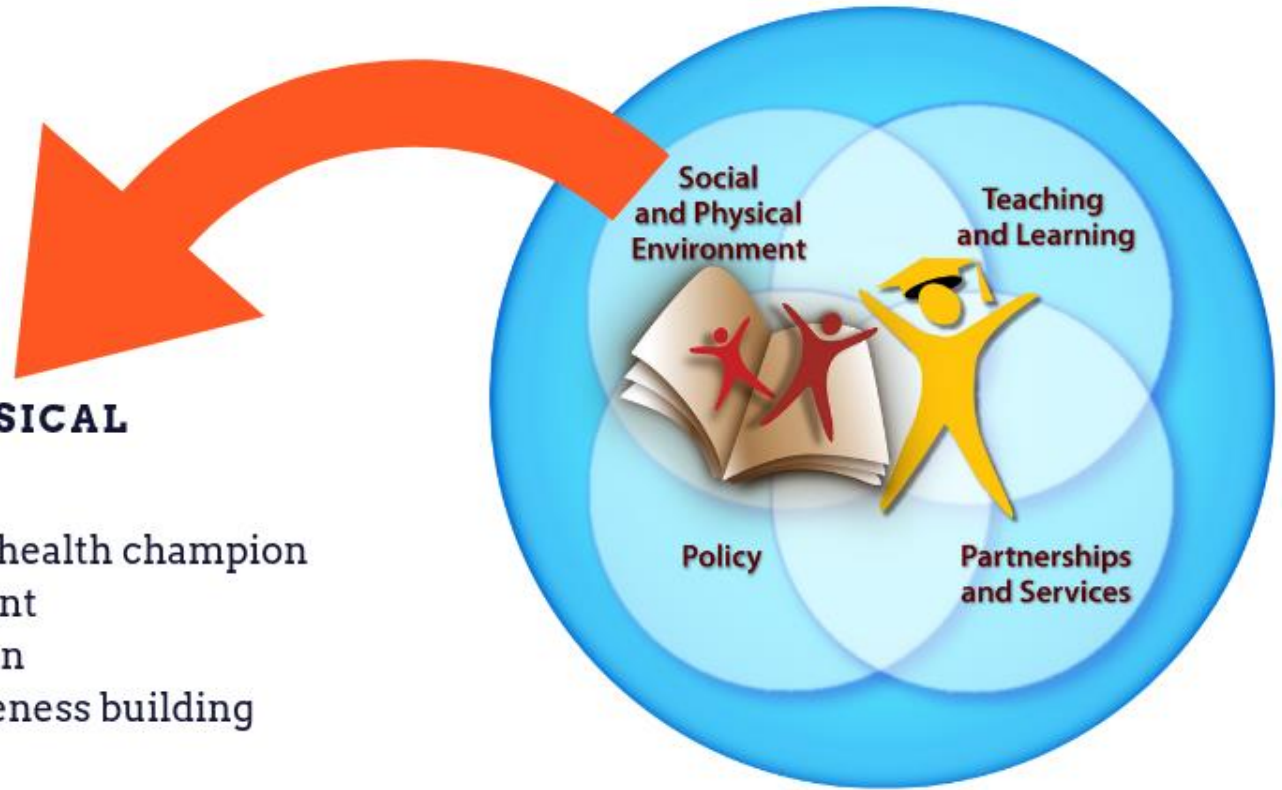 Social
and Physical
Environment
Teaching
and Learning
Policy
Partnerships
and Services
SICAL
health champion
nt
n
eness building